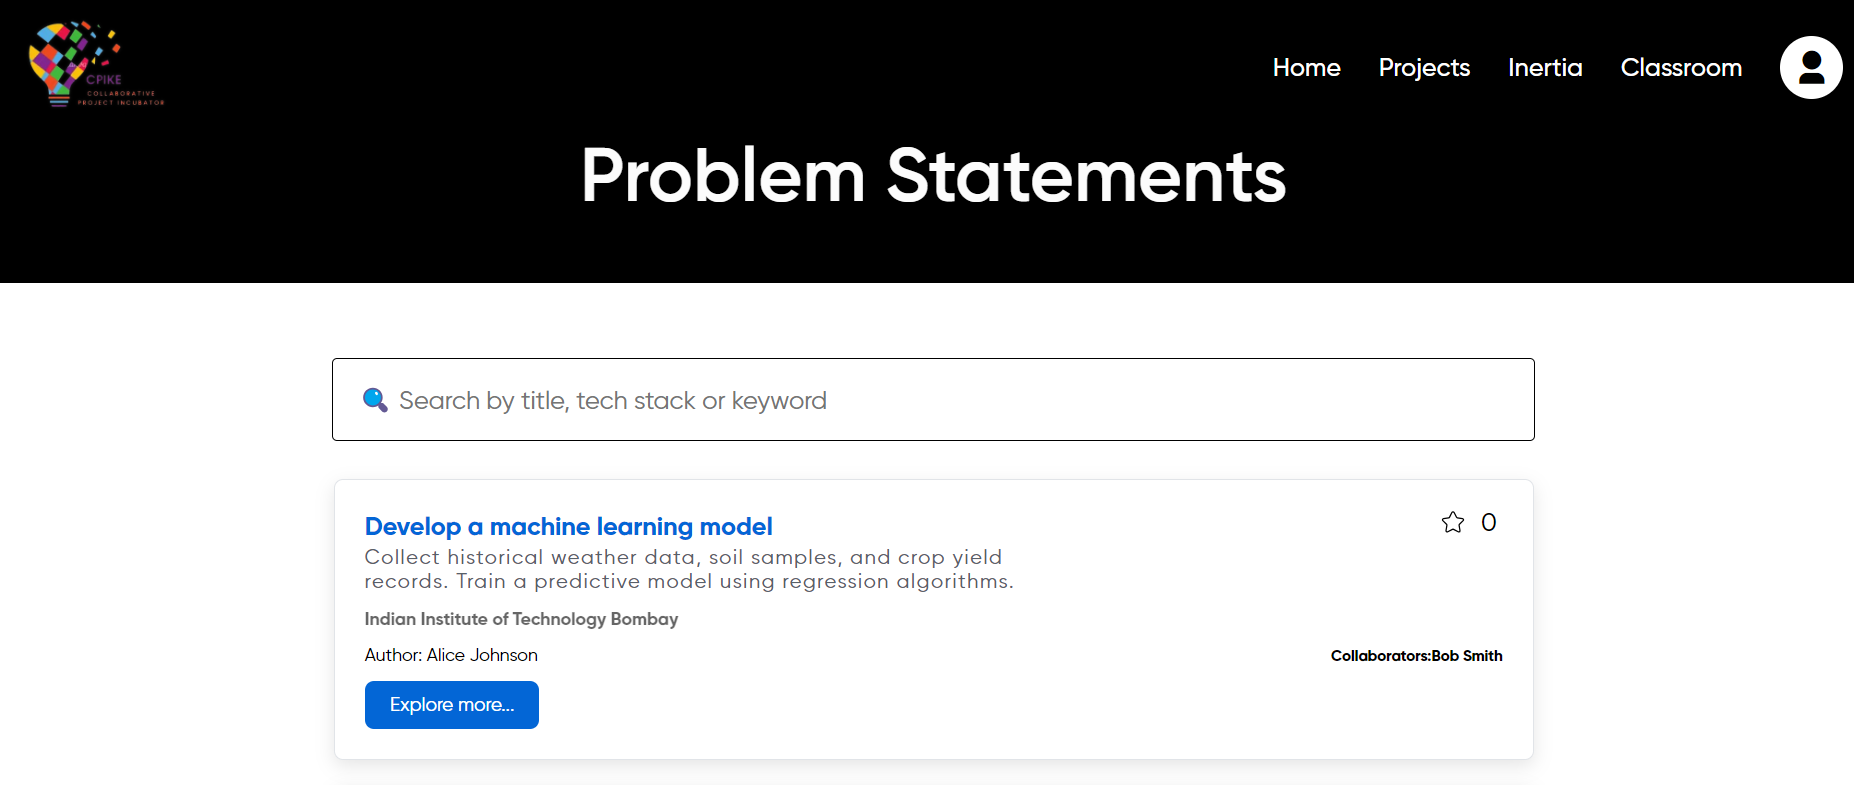 CPIKE
COLLABORATIVE
PROJECT INCUBATOR
Home Projects Inertia Classroom
Problem Statements
Search by title, tech stack or keyword
Develop a machine learning model
0
Collect historical weather data, soil samples, and crop yield
records. Train a predictive model using regression algorithms.
Indian Institute of Technology Bombay
Author: Alice Johnson
Collaborators:Bob Smith
Explore more...